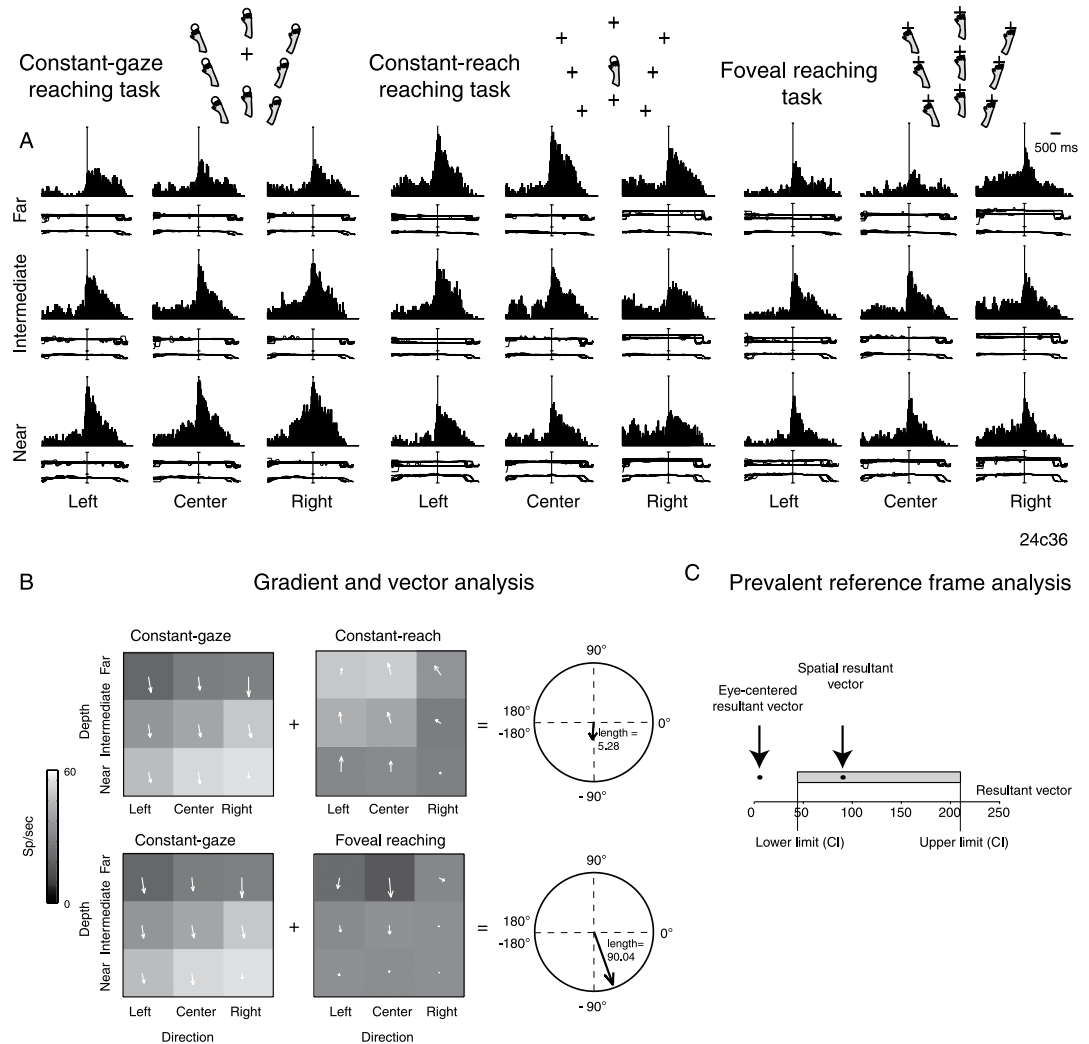 Constant-gaze
reaching task
Constant-reach
reaching task
Foveal reaching
task
A
500 ms
Far
Intermediate
Near
Left Center Right Left Center Right Left Center Right
24c36
B Gradient and vector analysis
Constant-gaze Constant-reach
Depth
Near Intermediate Far
+ =
90°
180°
-180°
0°
- 90°
length =
5.28
Left Center Right Left Center Right
60
Sp/sec
0
Constant-gaze Foveal reaching
Depth
Near Intermediate Far
+ =
90°
180°
-180°
0°
- 90°
length=
90.04
Left Center Right Left Center Right
Direction Direction
C Prevalent reference frame analysis
Spatial resultant
vector
Eye-centered
resultant vector
Resultant vector
0 50 100 150 200 250
Lower limit (CI) Upper limit (CI)